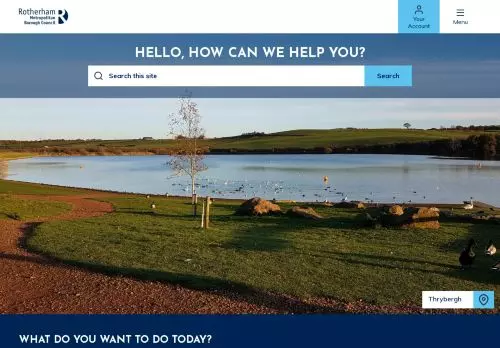 Rotherham
Metropolitan
Borough Council
Your
Account
Menu
HELLO, HOW CAN WE HELP YOU?
Search this site
Search
Thrybergh
WHAT DO YOU WANT TO DO TODAY?